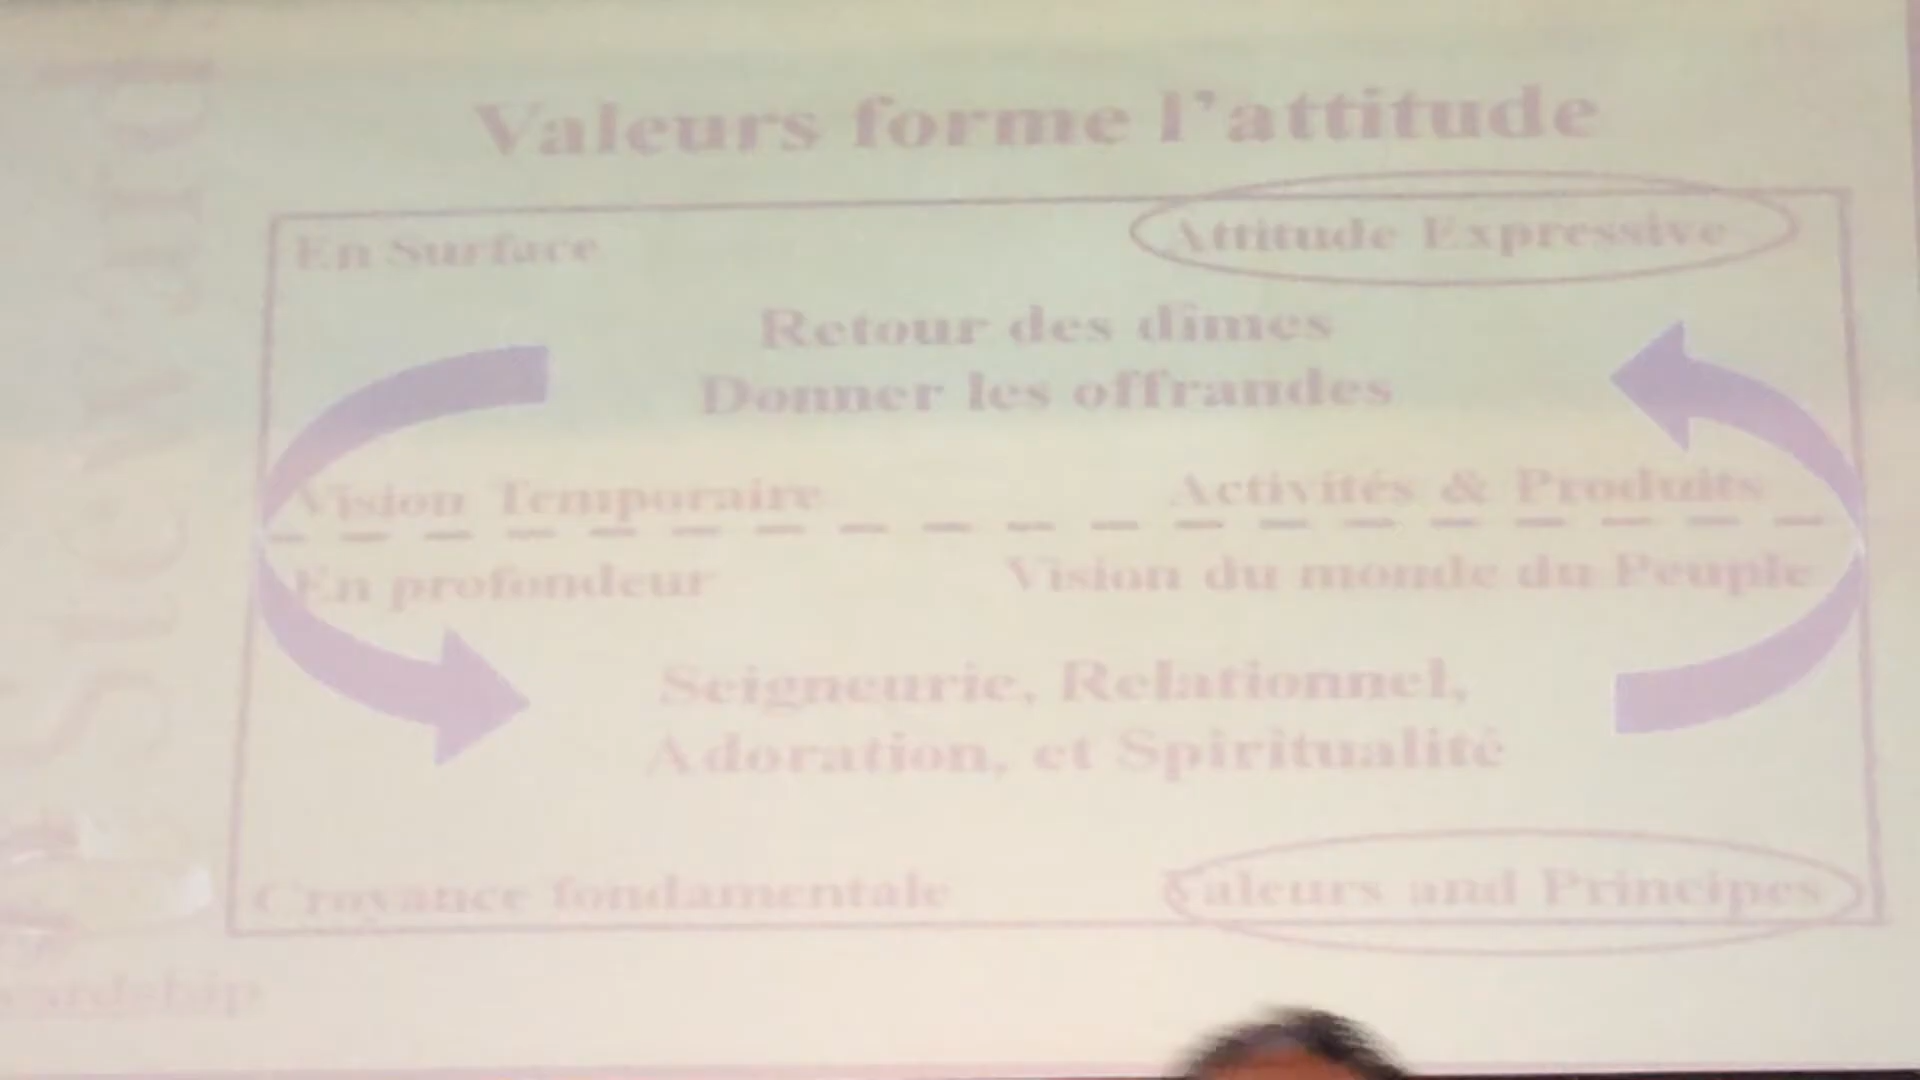 Valeurs forme l'attitude
En Surface
Attitude Expressive
Retour des dîmes
Donner les offrandes
Vision Temporaire
Activités & Produits
En profondeur
Vision du monde du Peuple
Seigneurie, Relationnel,
Adoration, et Spiritualité
Croyance fondamentale
Valeurs and Principes